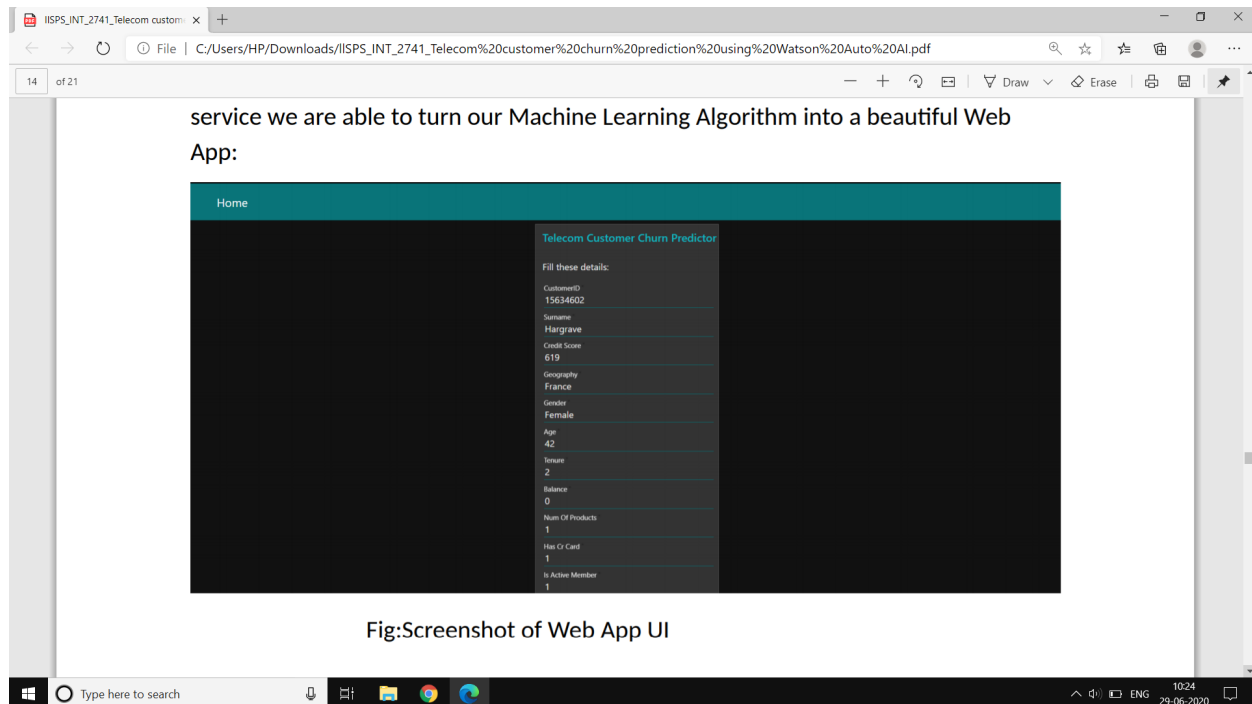 IISPS_INT_2741_Telecom custom
File | C:/Users/HP/Downloads/IISPS_INT_2741_Telecom%20customer%20churn%20prediction%20using%20Watson%20Auto%20AI.pdf
14 of 21
Draw
Erase
service we are able to turn our Machine Learning Algorithm into a beautiful Web
App:
Home
Telecom Customer Churn Predictor
Fill these details:
CustomerID
15634602
Surname
Hargrave
Credit Score
619
Geography
France
Gender
Female
Age
42
Tenure
2
Balance
0
Num Of Products
1
Has Cr Card
1
Is Active Member
1
Fig:Screenshot of Web App UI
Type here to search
ENG
10:24
29-06-2020